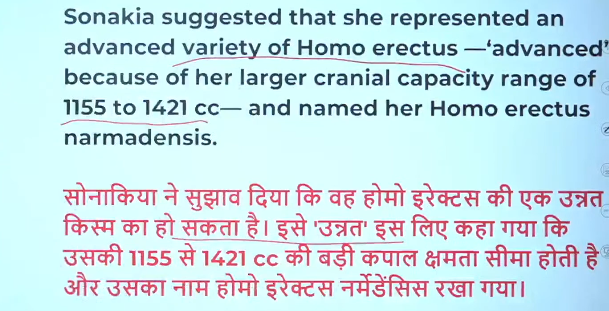 Sonakia suggested that she represented an
advanced variety of Homo erectus —‘advanced’
because of her larger cranial capacity range of
1155 to 1421 cc— and named her Homo erectus
narmadensis.
सोनाकिया ने सुझाव दिया कि वह होमो इरेक्टस की एक उन्नत
किस्म का हो सकता है। इसे 'उन्नत' इस लिए कहा गया कि
उसकी 1155 से 1421 cc की बड़ी कपाल क्षमता सीमा होती है
और उसका नाम होमो इरेक्टस नर्मेडेंसिस रखा गया।